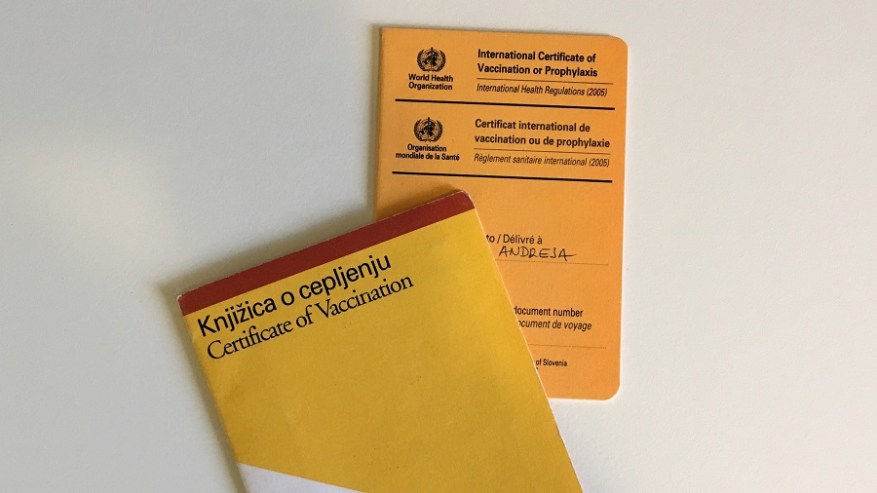 World Health
Organization
International Certificate of
Vaccination or Prophylaxis
International Health Regulations (2005)
Organisation
mondiale de la Santé
Certificat international de
vaccination ou de prophylaxie
Règlement sanitaire international (2005)
to / Délivré à
ANDREJA
document number
ocument de voyage
of Slovenia
Knjižica o cepljenju
Certificate of Vaccination